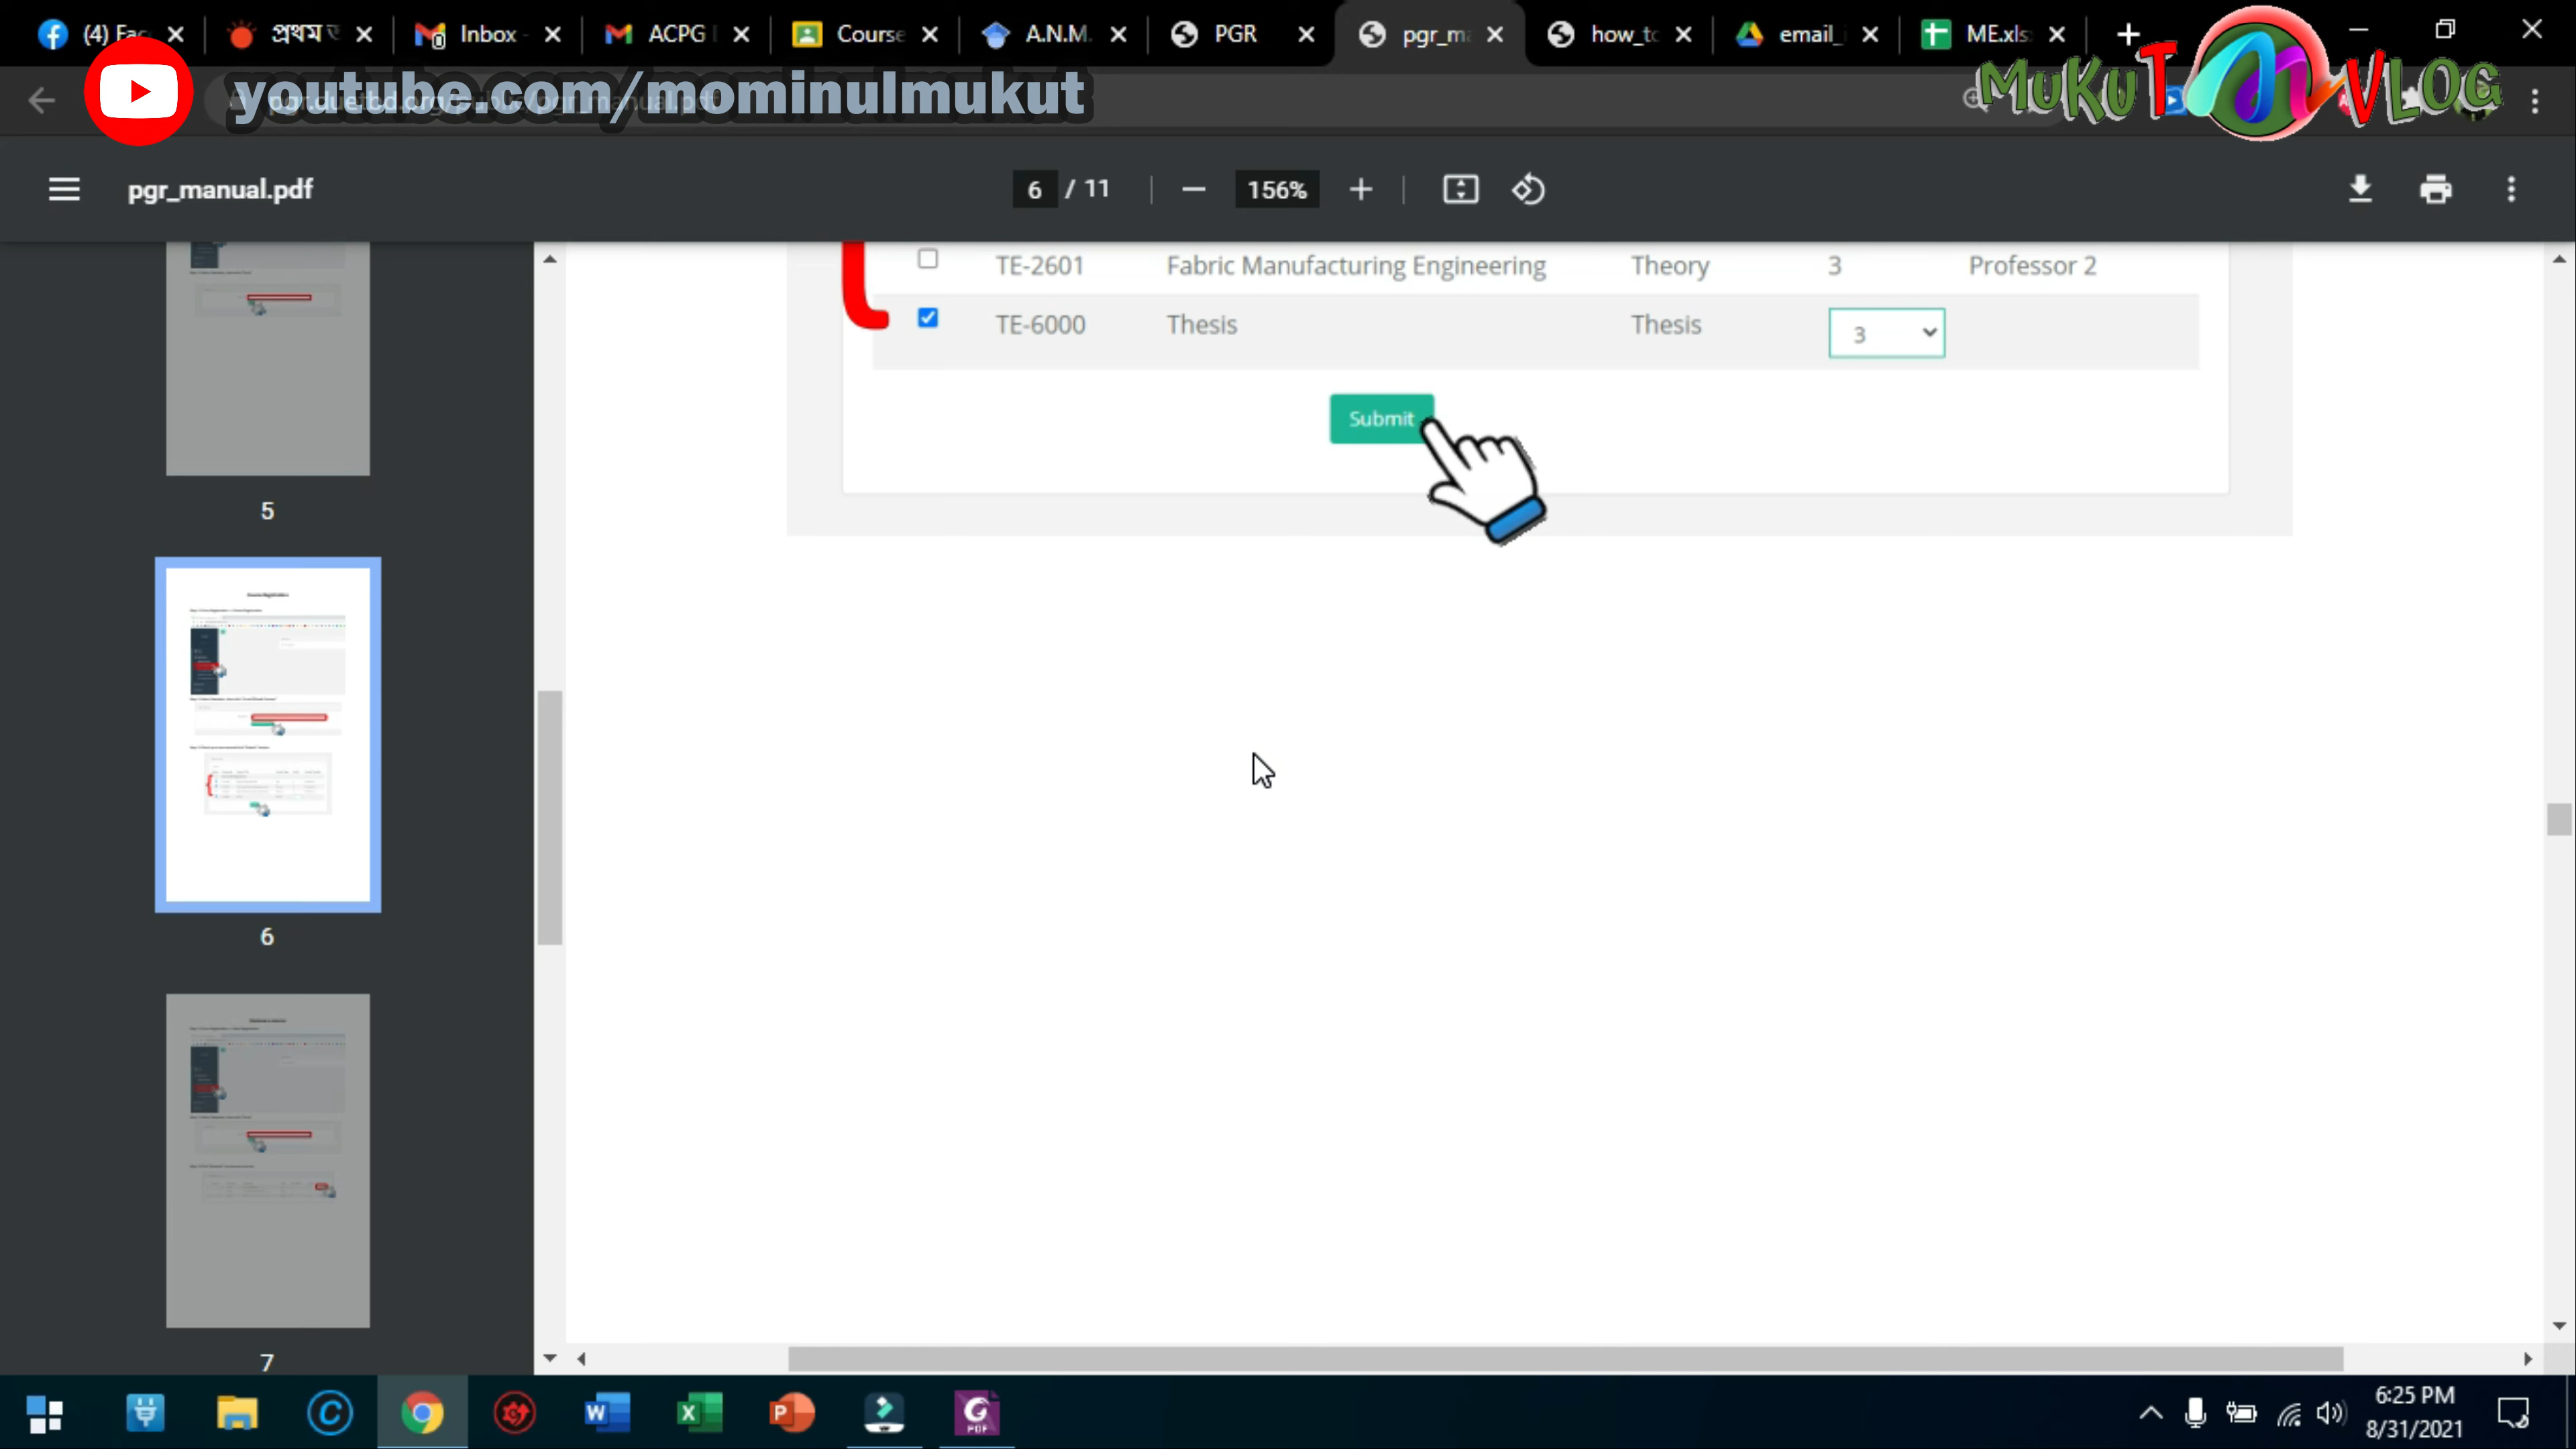 (4) Fac
প্রথম
Inbox -
ACPG
Course
A.N.M.
PGR
pgr_m
how_to
email_
ME.xls
youtube.com/mominulmukut
MUKUT VLOG
pgr_manual.pdf
6 / 11
156%
TE-2601 Fabric Manufacturing Engineering Theory 3 Professor 2
TE-6000 Thesis Thesis 3
Submit
5
6
7
6:25 PM
8/31/2021